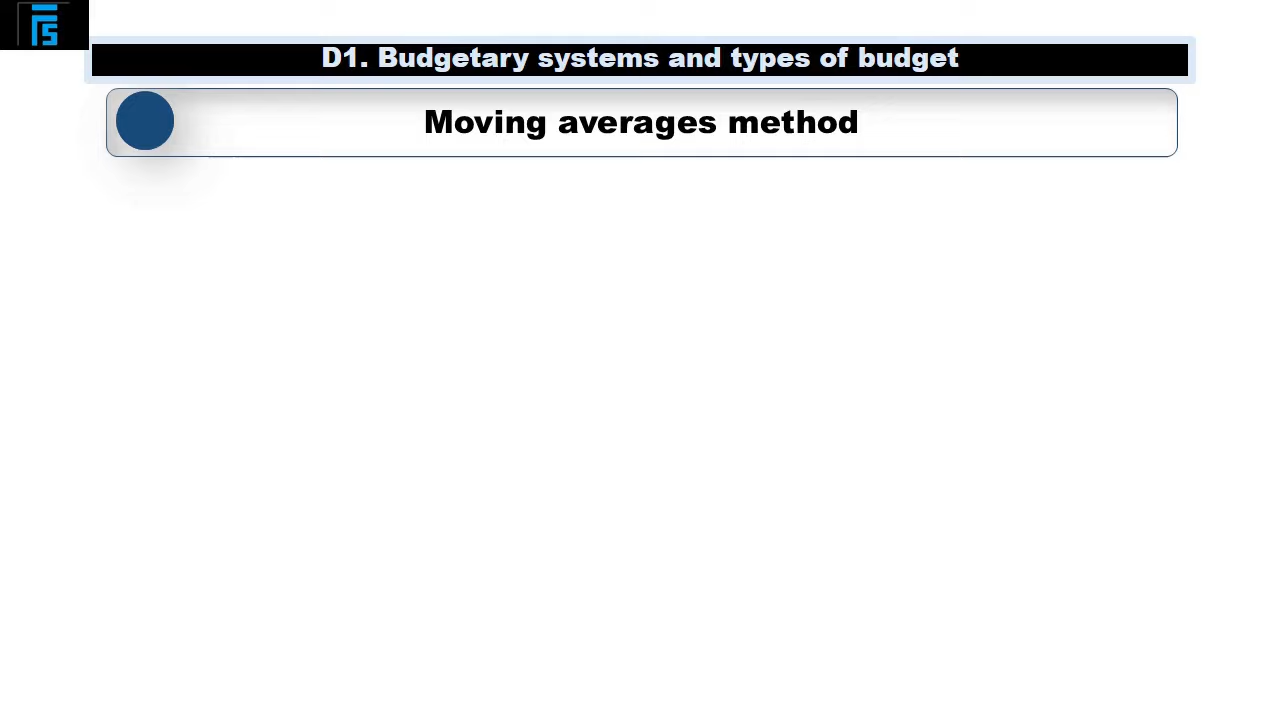 D1. Budgetary systems and types of budget
Moving averages method